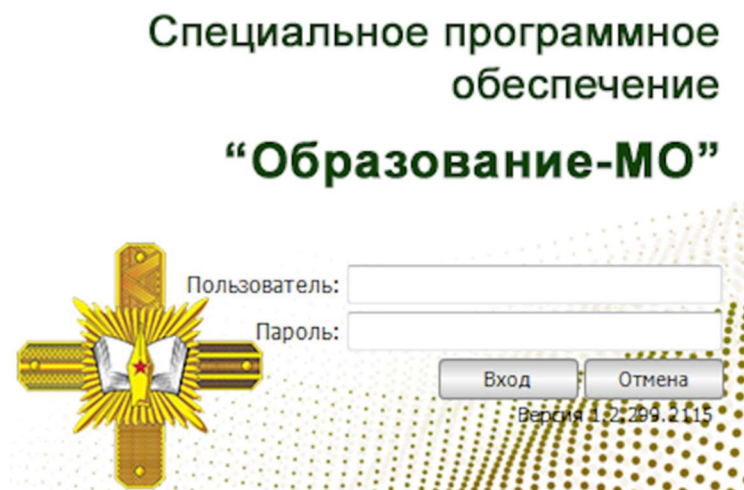 Специальное программное
обеспечение
“Образование-МО”
Пользователь:
Пароль:
Вход Отмена
Версия 1.2.299.2115